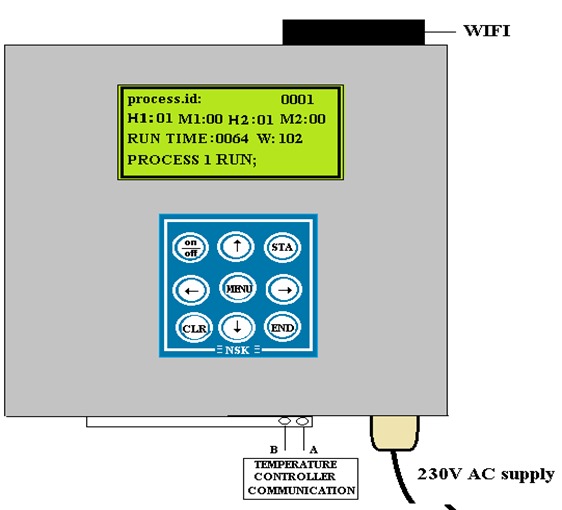 WIFI
process.id: 0001
H1:01 M1:00 H2:01 M2:00
RUN TIME:0064 W:102
PROCESS 1 RUN;
on
off
↑
STA
←
MENU
→
CLR
↓
END
NSK
B A
TEMPERATURE
CONTROLLER
COMMUNICATION
230V AC supply